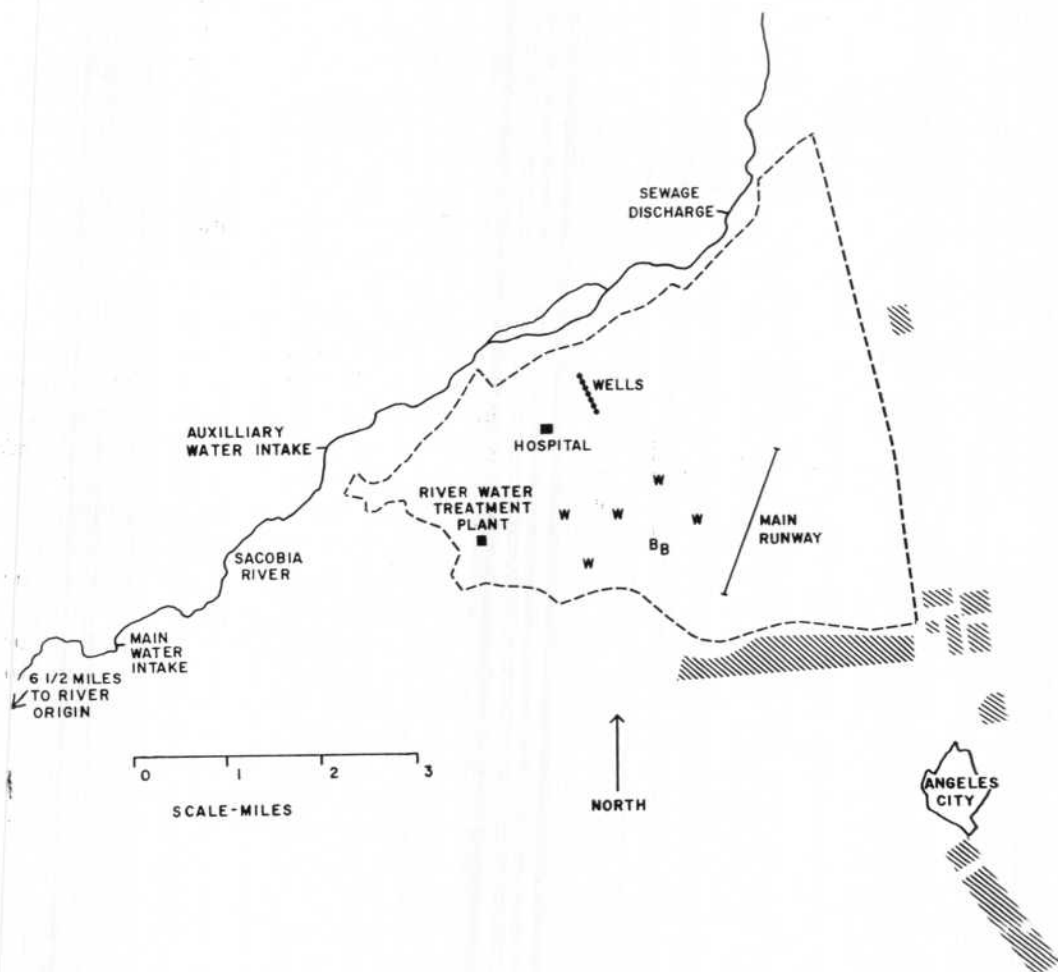 SEWAGE
DISCHARGE
WELLS
AUXILLIARY
WATER INTAKE
HOSPITAL
RIVER WATER
TREATMENT
PLANT
W
W
W
W
W
BB
MAIN
RUNWAY
SACOBIA
RIVER
MAIN
WATER
INTAKE
6 1/2 MILES
TO RIVER
ORIGIN
0 1 2 3
SCALE-MILES
NORTH
ANGELES
CITY